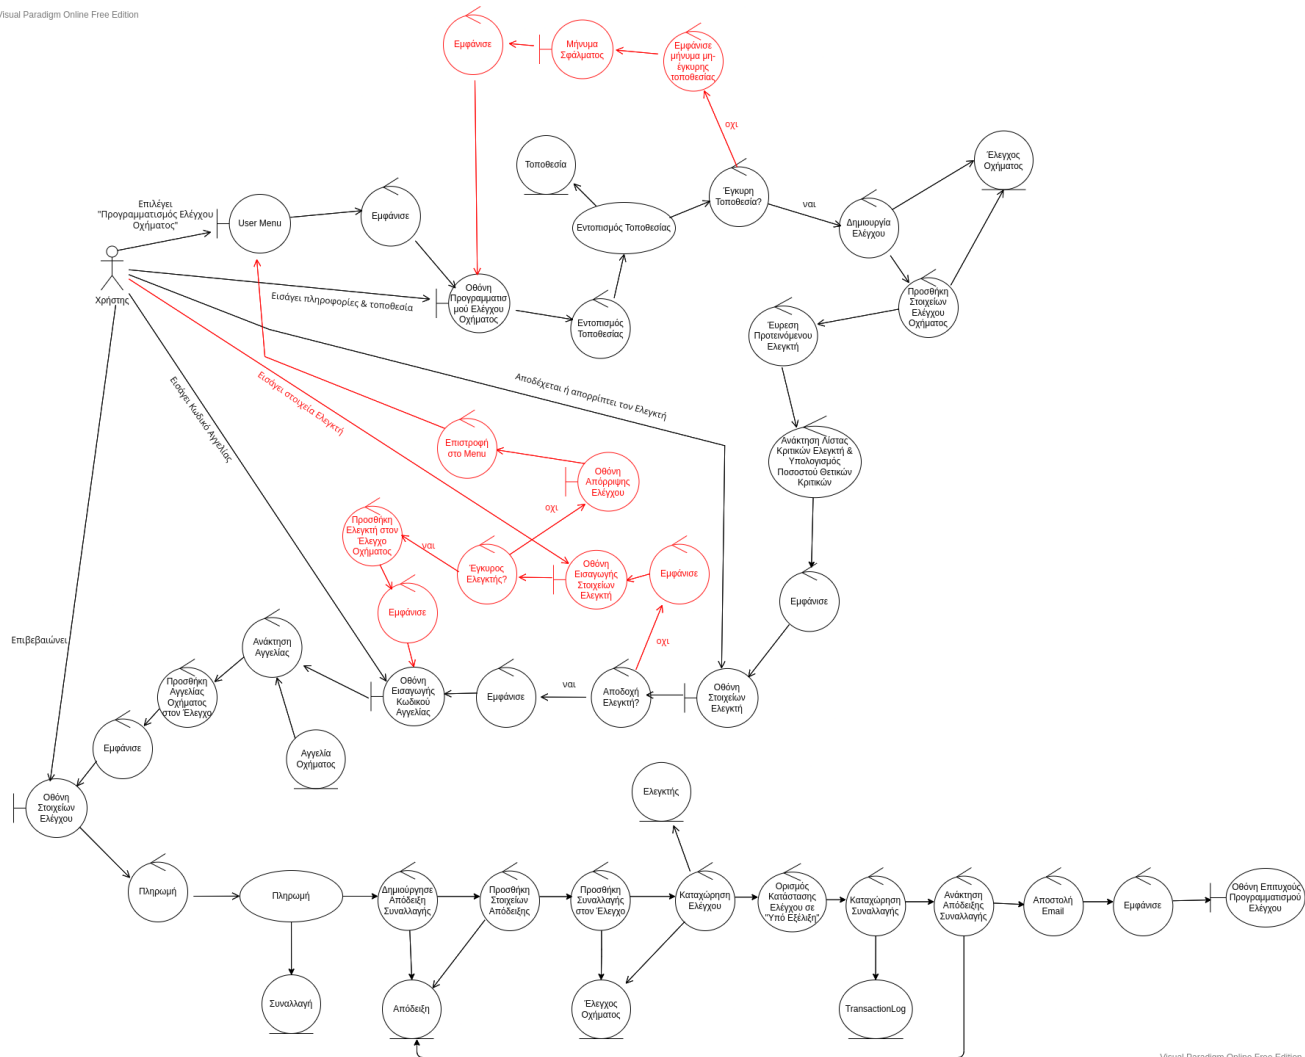 Visual Paradigm Online Free Edition
Εμφάνισε
Μήνυμα
Σφάλματος
Εμφάνισε
μήνυμα μη-
έγκυρης
τοποθεσίας
οχι
Τοποθεσία
Έγκυρη
Τοποθεσία?
Έλεγχος
Οχήματος
Επιλέγει
"Προγραμματισμός Ελέγχου
Οχήματος"
User Menu
Εμφάνισε
Εντοπισμός Τοποθεσίας
ναι
Δημιουργία
Ελέγχου
Χρήστης
Εισάγει πληροφορίες & τοποθεσία
Οθόνη
Προγραμματισ
μού Ελέγχου
Οχήματος
Εντοπισμός
Τοποθεσίας
Προσθήκη
Στοιχείων
Ελέγχου
Οχήματος
Έυρεση
Προτεινόμενου
Ελεγκτή
Εισάγει Κωδικό Αγγελίας
Εισάγει στοιχεία Ελεγκτή
Αποδέχεται ή απορρίπτει τον Ελεγκτή
Επιστροφή
στο Menu
Οθόνη
Απόρριψης
Ελέγχου
Ανάκτηση Λίστας
Κριτικών Ελεγκτή &
Υπολογισμός
Ποσοστού Θετικών
Κριτικών
οχι
Προσθήκη
Ελεγκτή στον
Έλεγχο
Οχήματος
ναι
Έγκυρος
Ελεγκτής?
Οθόνη
Εισαγωγής
Στοιχείων
Ελεγκτή
Εμφάνισε
Εμφάνισε
Εμφάνισε
Επιβεβαιώνει
Ανάκτηση
Αγγελίας
οχι
Προσθήκη
Αγγελίας
Οχήματος
στον Έλεγχο
Οθόνη
Εισαγωγής
Κωδικού
Αγγελίας
Εμφάνισε
ναι
Αποδοχή
Ελεγκτή?
Οθόνη
Στοιχείων
Ελεγκτή
Εμφάνισε
Αγγελία
Οχήματος
Οθόνη
Στοιχείων
Ελέγχου
Ελεγκτής
Πληρωμή
Πληρωμή
Δημιούργησε
Απόδειξη
Συναλλαγής
Προσθήκη
Στοιχείων
Απόδειξης
Προσθήκη
Συναλλαγής
στον Έλεγχο
Καταχώρηση
Ελέγχου
Ορισμός
Κατάστασης
Ελέγχου σε
"Υπό Εξέλιξη"
Καταχώρηση
Συναλλαγής
Ανάκτηση
Απόδειξης
Συναλλαγής
Αποστολή
Email
Εμφάνισε
Οθόνη Επιτυχούς
Προγραμματισμού
Ελέγχου
Συναλλαγή
Απόδειξη
Έλεγχος
Οχήματος
TransactionLog
Visual Paradigm Online Free Edition